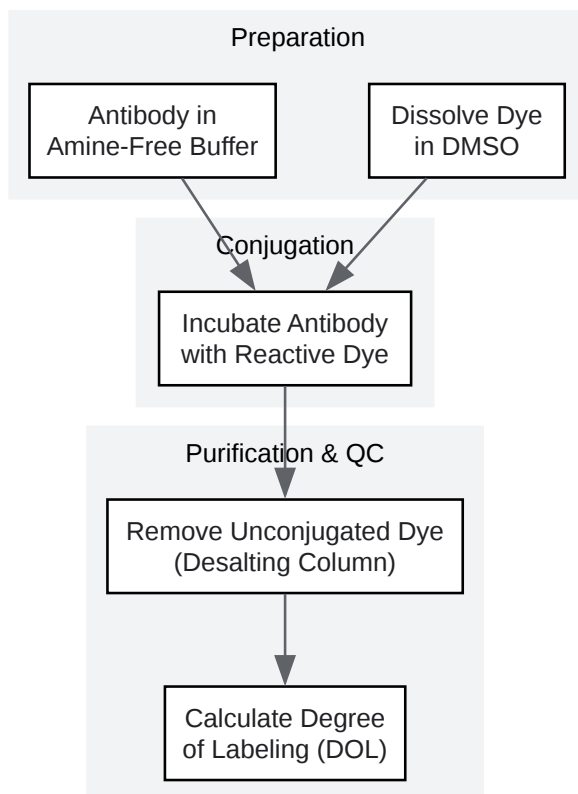 Preparation
Antibody in
Amine-Free Buffer
Dissolve Dye
in DMSO
Conjugation
Incubate Antibody
with Reactive Dye
Purification & QC
Remove Unconjugated Dye
(Desalting Column)
Calculate Degree
of Labeling (DOL)